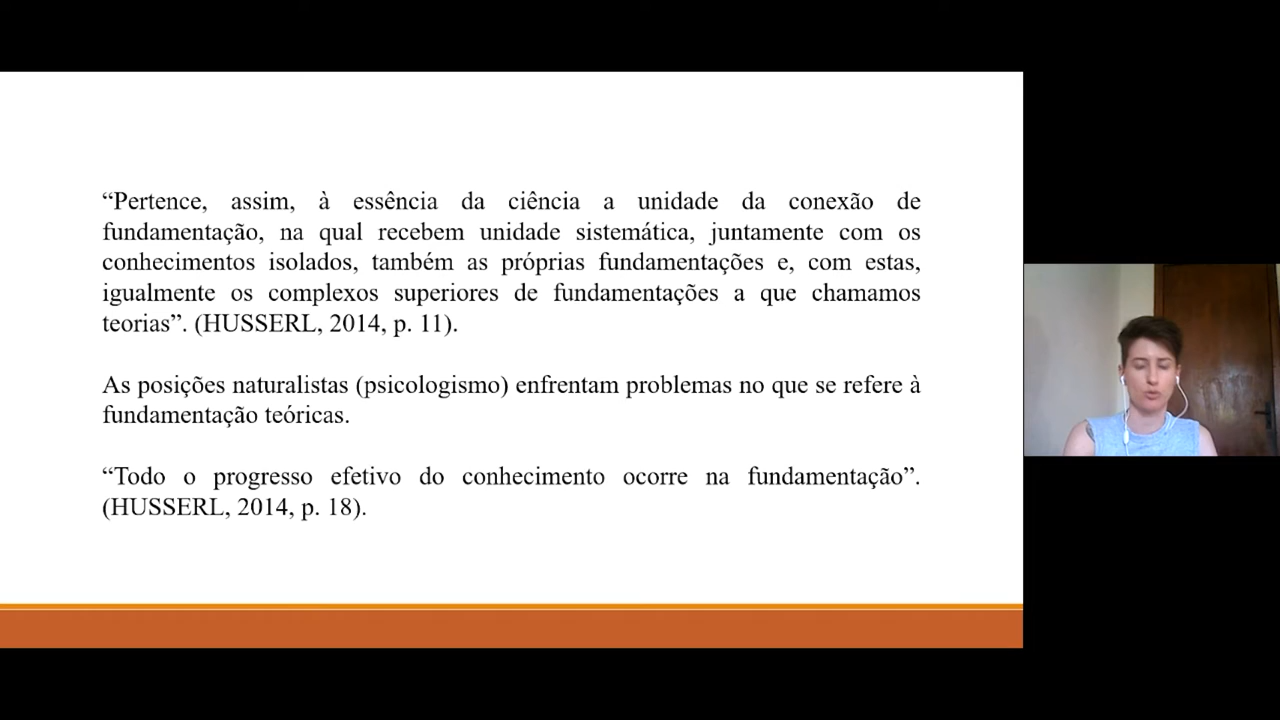 “Pertence, assim, à essência da ciência a unidade da conexão de
fundamentação, na qual recebem unidade sistemática, juntamente com os
conhecimentos isolados, também as próprias fundamentações e, com estas,
igualmente os complexos superiores de fundamentações a que chamamos
teorias”. (HUSSERL, 2014, p. 11).
As posições naturalistas (psicologismo) enfrentam problemas no que se refere à
fundamentação teóricas.
“Todo o progresso efetivo do conhecimento ocorre na fundamentação”.
(HUSSERL, 2014, p. 18).